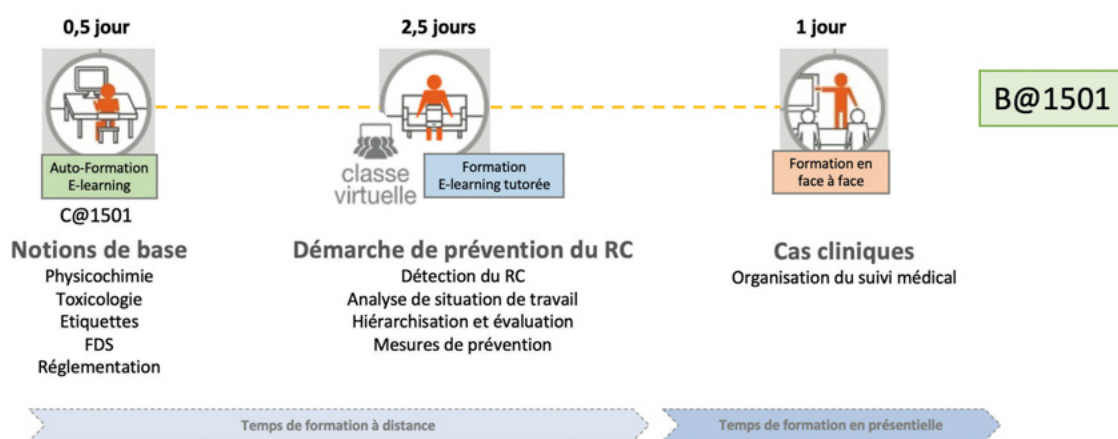 0,5 jour
2,5 jours
1 jour
B@1501
Auto-Formation
E-learning
classe
virtuelle
Formation
E-learning tutorée
Formation en
face à face
C@1501
Notions de base
Physicochimie
Toxicologie
Etiquettes
FDS
Réglementation
Démarche de prévention du RC
Détection du RC
Analyse de situation de travail
Hiérarchisation et évaluation
Mesures de prévention
Cas cliniques
Organisation du suivi médical
Temps de formation à distance
Temps de formation en présentielle